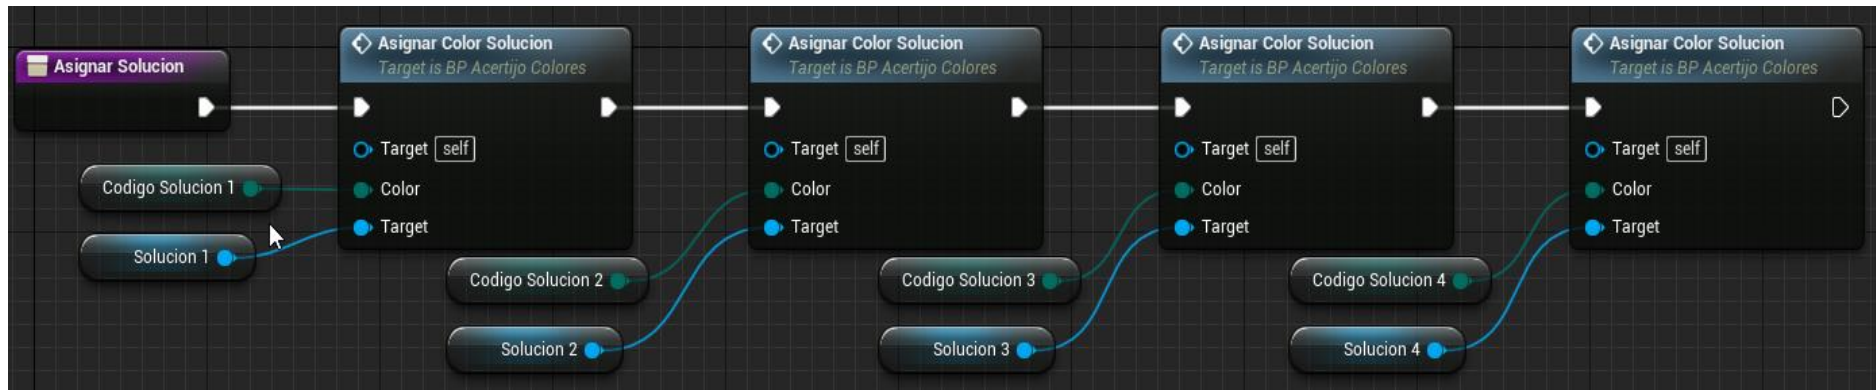 Asignar Solucion
Asignar Color Solucion
Target is BP Acertijo Colores
Target self
Color
Target
Codigo Solucion 1
Solucion 1
Asignar Color Solucion
Target is BP Acertijo Colores
Target self
Color
Target
Codigo Solucion 2
Solucion 2
Asignar Color Solucion
Target is BP Acertijo Colores
Target self
Color
Target
Codigo Solucion 3
Solucion 3
Asignar Color Solucion
Target is BP Acertijo Colores
Target self
Color
Target
Codigo Solucion 4
Solucion 4